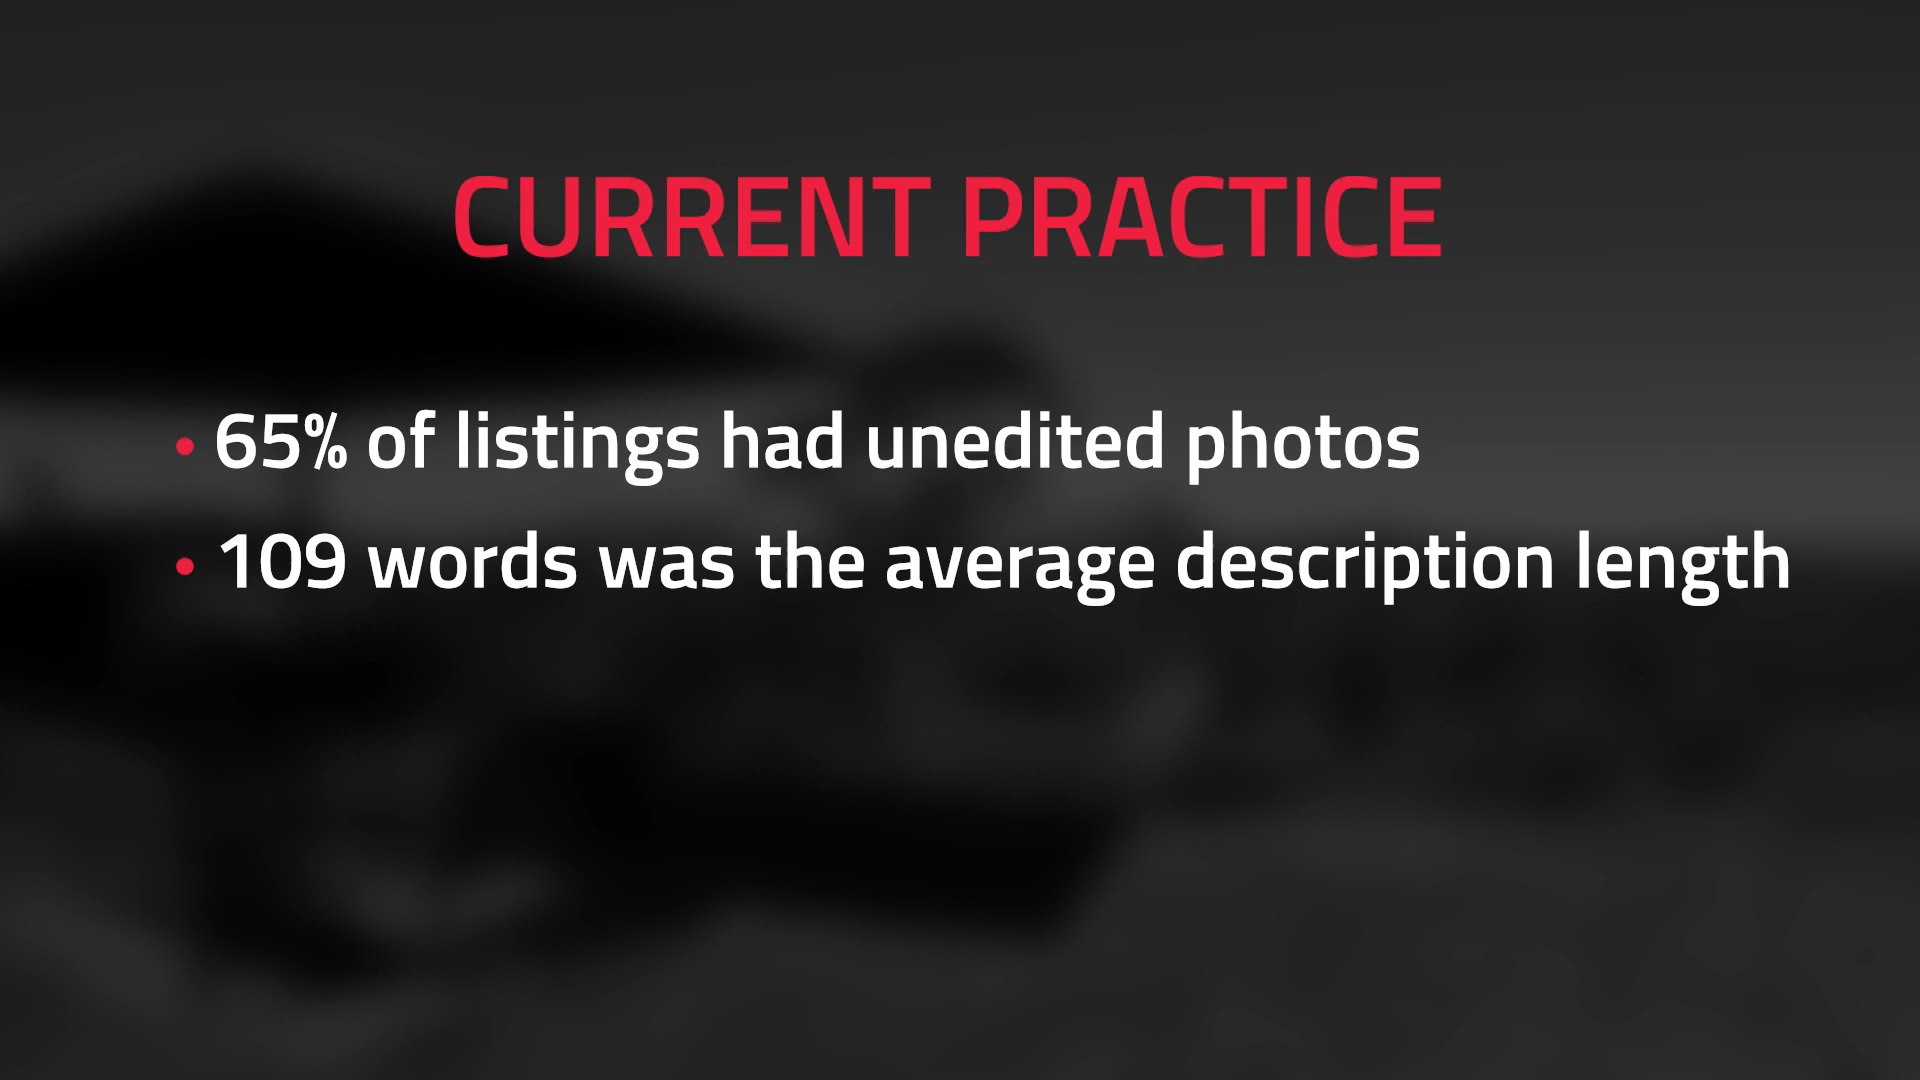 CURRENT PRACTICE
• 65% of listings had unedited photos
• 109 words was the average description length